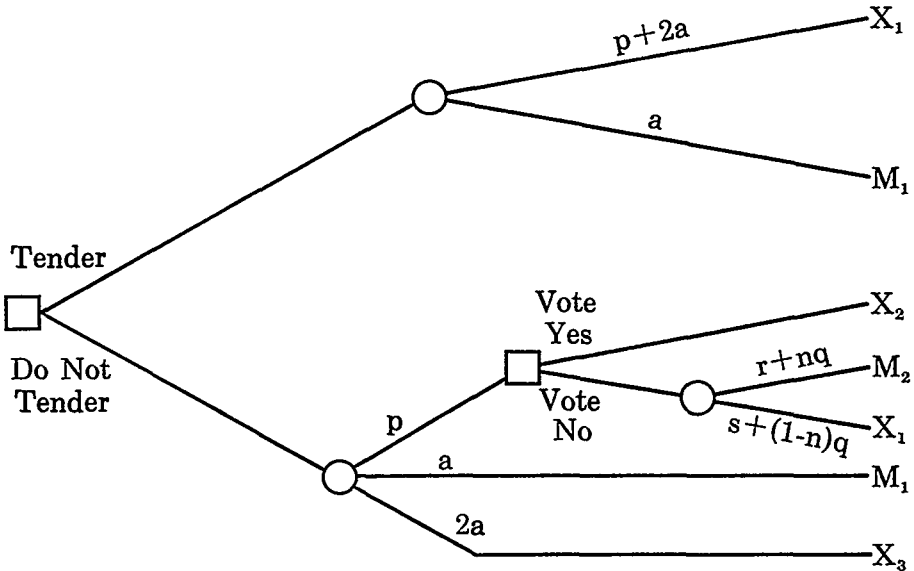 X₁
p+2a
a
M₁
Tender
Do Not
Tender
Vote
Yes
X₂
r+nq
M₂
Vote
No
s+(1-n)q
X₁
p
a
M₁
2a
X₃